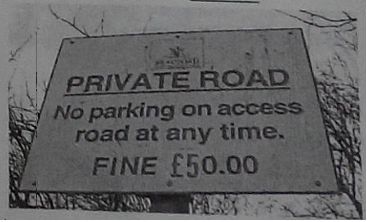 PRIVATE ROAD
No parking on access
road at any time.
FINE £50.00